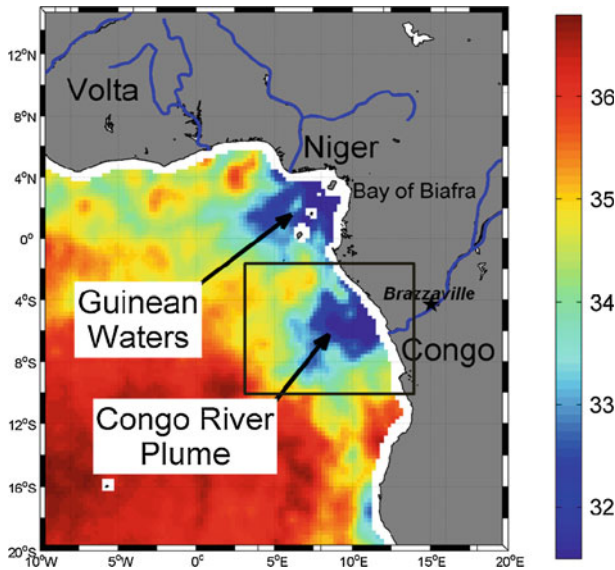 12°N
8°N
4°N
0°
4°S
8°S
12°S
16°S
20°S
10°W
5°W
0°
5°E
10°E
15°E
20°E
Volta
Niger
Bay of Biafra
Guinean
Waters
Brazzaville
Congo
Congo River
Plume
36
35
34
33
32